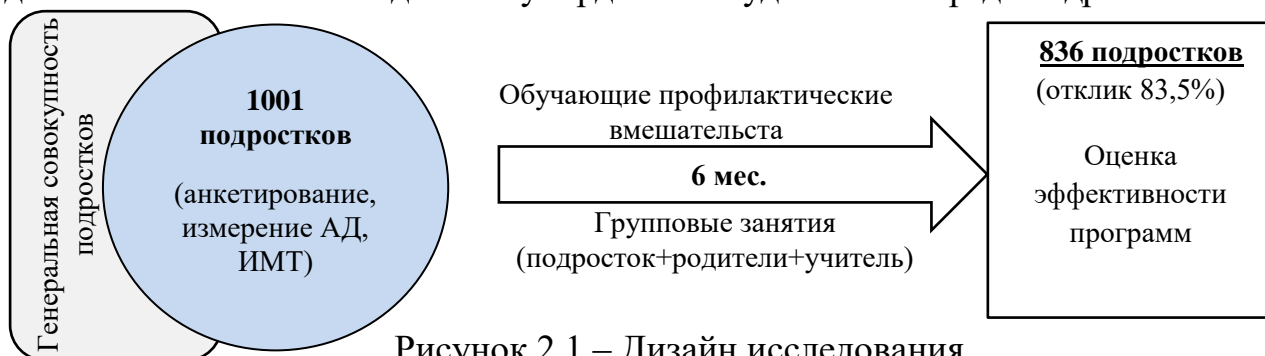 Генеральная совокупность
подростков
1001
подростков
(анкетирование,
измерение АД,
ИМТ)
Обучающие профилактические
вмешательста
6 мес.
Групповые занятия
(подросток+родители+учитель)
836 подростков
(отклик 83,5%)
Оценка
эффективности
программ
Рисунок 2.1 – Дизайн исследования